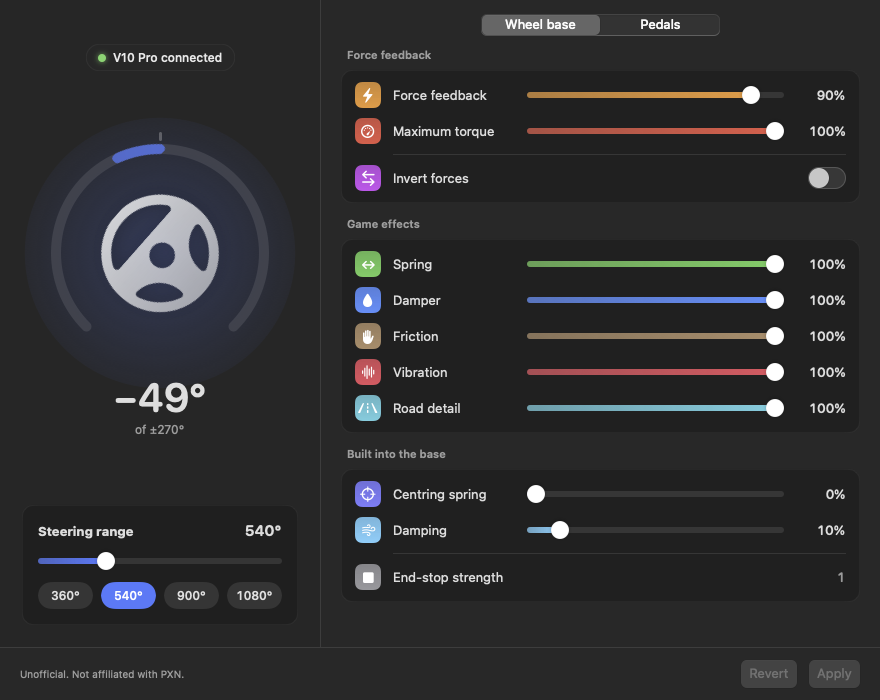 V10 Pro connected
−49°
of ±270°
Steering range 540°
360° 540° 900° 1080°
Wheel base Pedals
Force feedback
Force feedback 90%
Maximum torque 100%
Invert forces
Game effects
Spring 100%
Damper 100%
Friction 100%
Vibration 100%
Road detail 100%
Built into the base
Centring spring 0%
Damping 10%
End-stop strength 1
Unofficial. Not affiliated with PXN.
Revert Apply